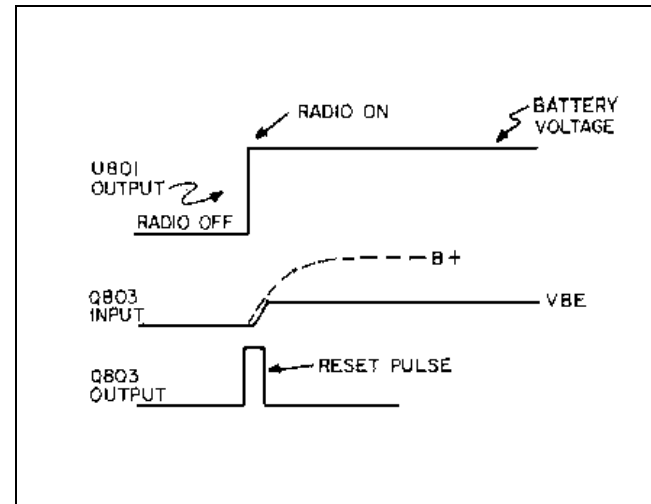 RADIO ON
BATTERY
VOLTAGE
U801
OUTPUT
RADIO OFF
B+
Q803
INPUT
VBE
RESET PULSE
Q803
OUTPUT